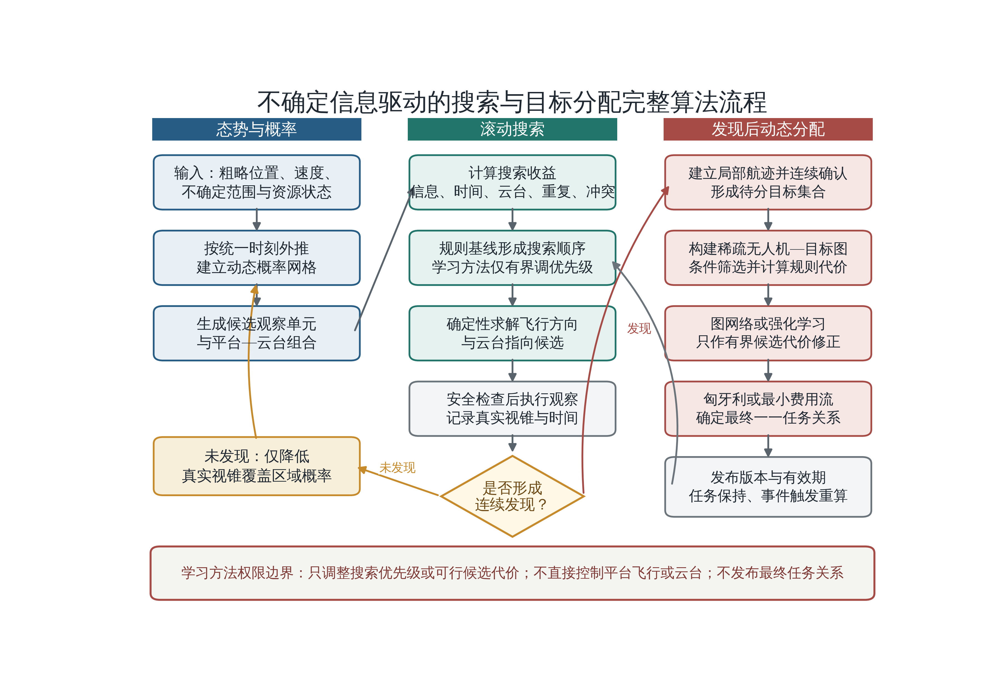 不确定信息驱动的搜索与目标分配完整算法流程
态势与概率
输入：粗略位置、速度、
不确定范围与资源状态
按统一时刻外推
建立动态概率网格
生成候选观察单元
与平台—云台组合
未发现：仅降低
真实视锥覆盖区域概率
滚动搜索
计算搜索收益
信息、时间、云台、重复、冲突
规则基线形成搜索顺序
学习方法仅有界调优先级
确定性求解飞行方向
与云台指向候选
安全检查后执行观察
记录真实视锥与时间
未发现
是否形成
连续发现？
发现
发现后动态分配
建立局部航迹并连续确认
形成待分目标集合
构建稀疏无人机—目标图
条件筛选并计算规则代价
图网络或强化学习
只作有界候选代价修正
匈牙利或最小费用流
确定最终一一任务关系
发布版本与有效期
任务保持、事件触发重算
学习方法权限边界：只调整搜索优先级或可行候选代价；不直接控制平台飞行或云台；不发布最终任务关系